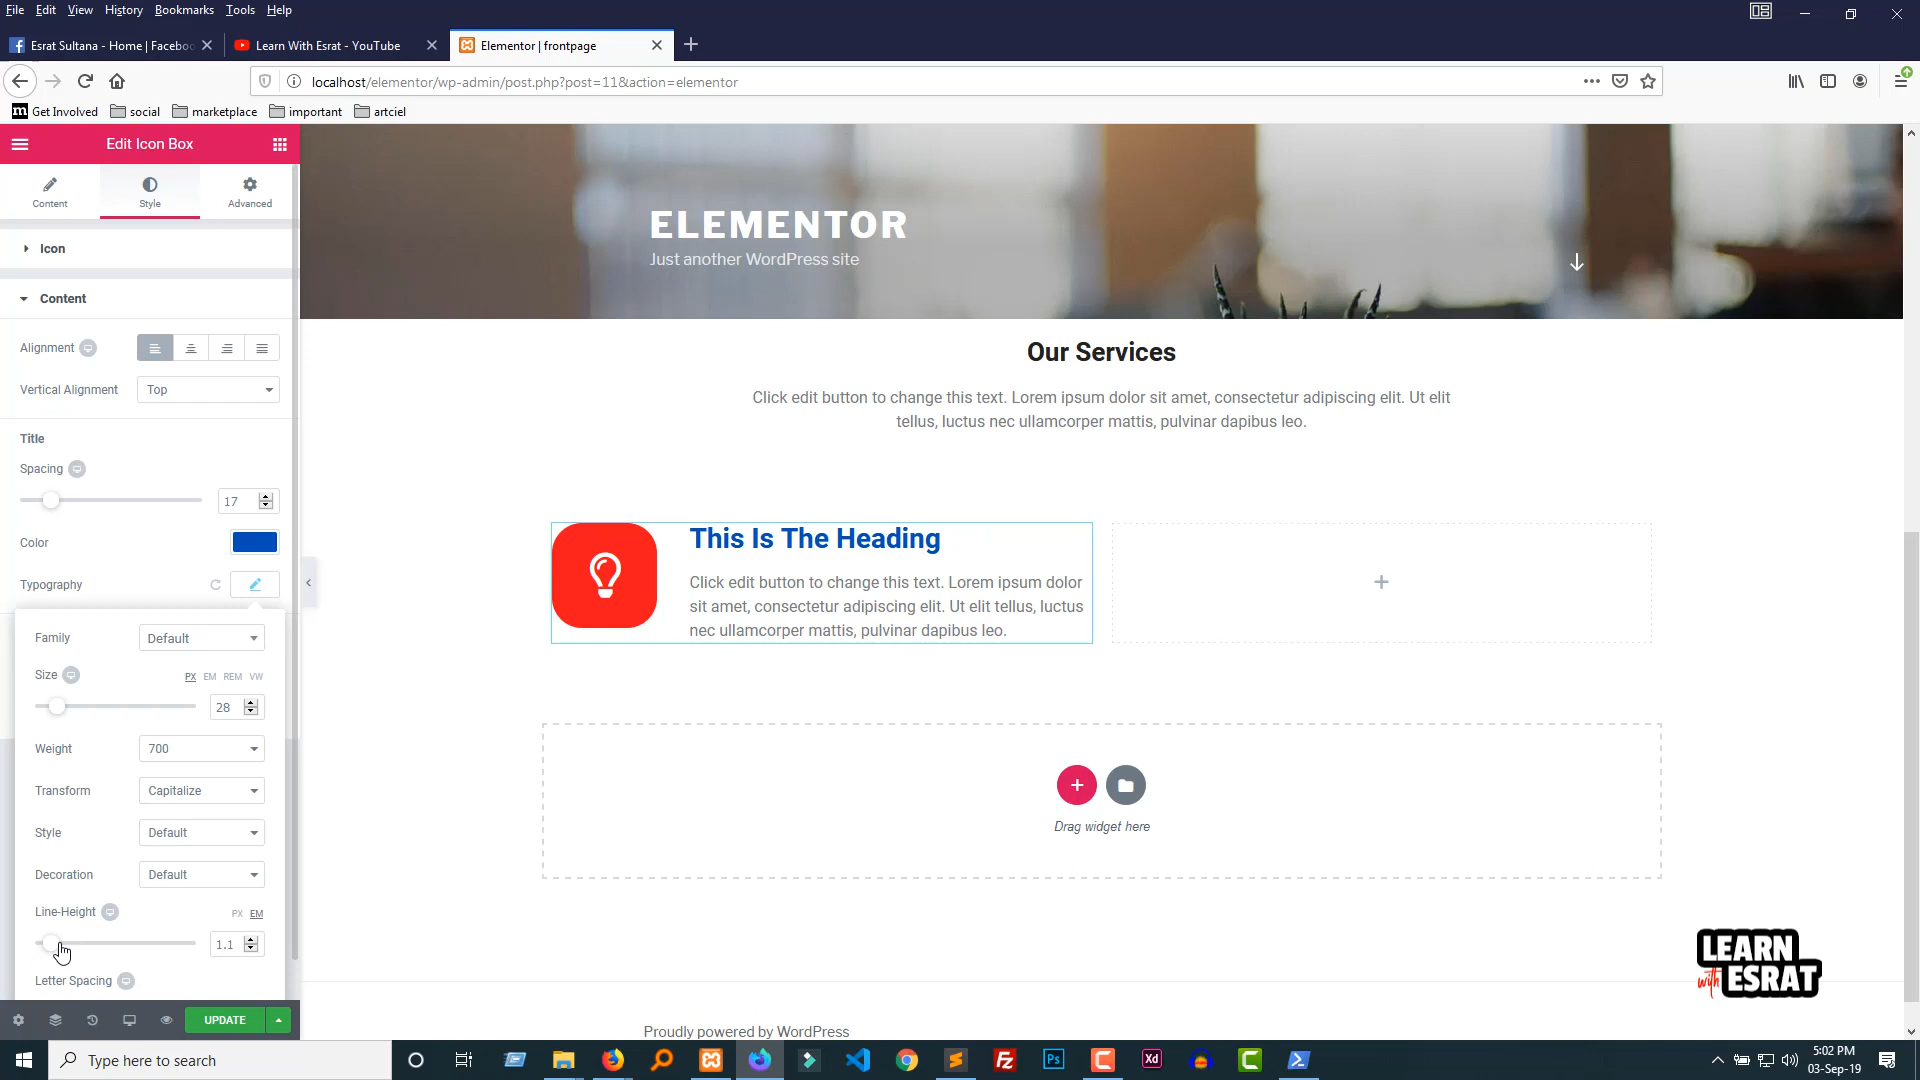 File Edit View History Bookmarks Tools Help
Esrat Sultana - Home | Facebo
Learn With Esrat - YouTube
Elementor | frontpage
localhost/elementor/wp-admin/post.php?post=11&action=elementor
m Get Involved social marketplace important artciel
Edit Icon Box
Content Style Advanced
Icon
Content
Alignment
Vertical Alignment Top
Title
Spacing
17
Color
Typography
Family Default
Size PX EM REM VW
28
Weight 700
Transform Capitalize
Style Default
Decoration Default
Line-Height PX EM
1.1
Letter Spacing
UPDATE
ELEMENTOR
Just another WordPress site
Our Services
Click edit button to change this text. Lorem ipsum dolor sit amet, consectetur adipiscing elit. Ut elit
tellus, luctus nec ullamcorper mattis, pulvinar dapibus leo.
This Is The Heading
Click edit button to change this text. Lorem ipsum dolor
sit amet, consectetur adipiscing elit. Ut elit tellus, luctus
nec ullamcorper mattis, pulvinar dapibus leo.
Drag widget here
LEARN
with ESRAT
Proudly powered by WordPress
Type here to search
Fz
Ps
C
Xd
C
5:02 PM
03-Sep-19